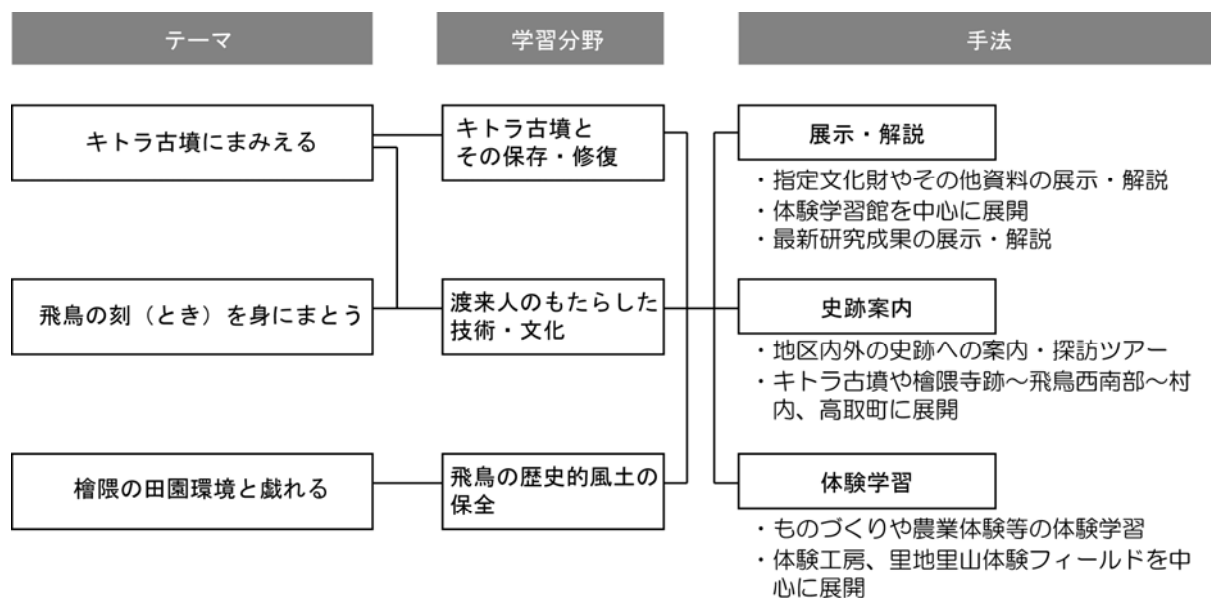 テーマ
学習分野
手法
キトラ古墳にまみえる
飛鳥の刻（とき）を身にまとう
檜隈の田園環境と戯れる
キトラ古墳と
その保存・修復
渡来人のもたらした
技術・文化
飛鳥の歴史的風土の
保全
展示・解説
・指定文化財やその他資料の展示・解説
・体験学習館を中心に展開
・最新研究成果の展示・解説
史跡案内
・地区内外の史跡への案内・探訪ツアー
・キトラ古墳や檜隈寺跡～飛鳥西南部～村
内、高取町に展開
体験学習
・ものづくりや農業体験等の体験学習
・体験工房、里地里山体験フィールドを中
心に展開